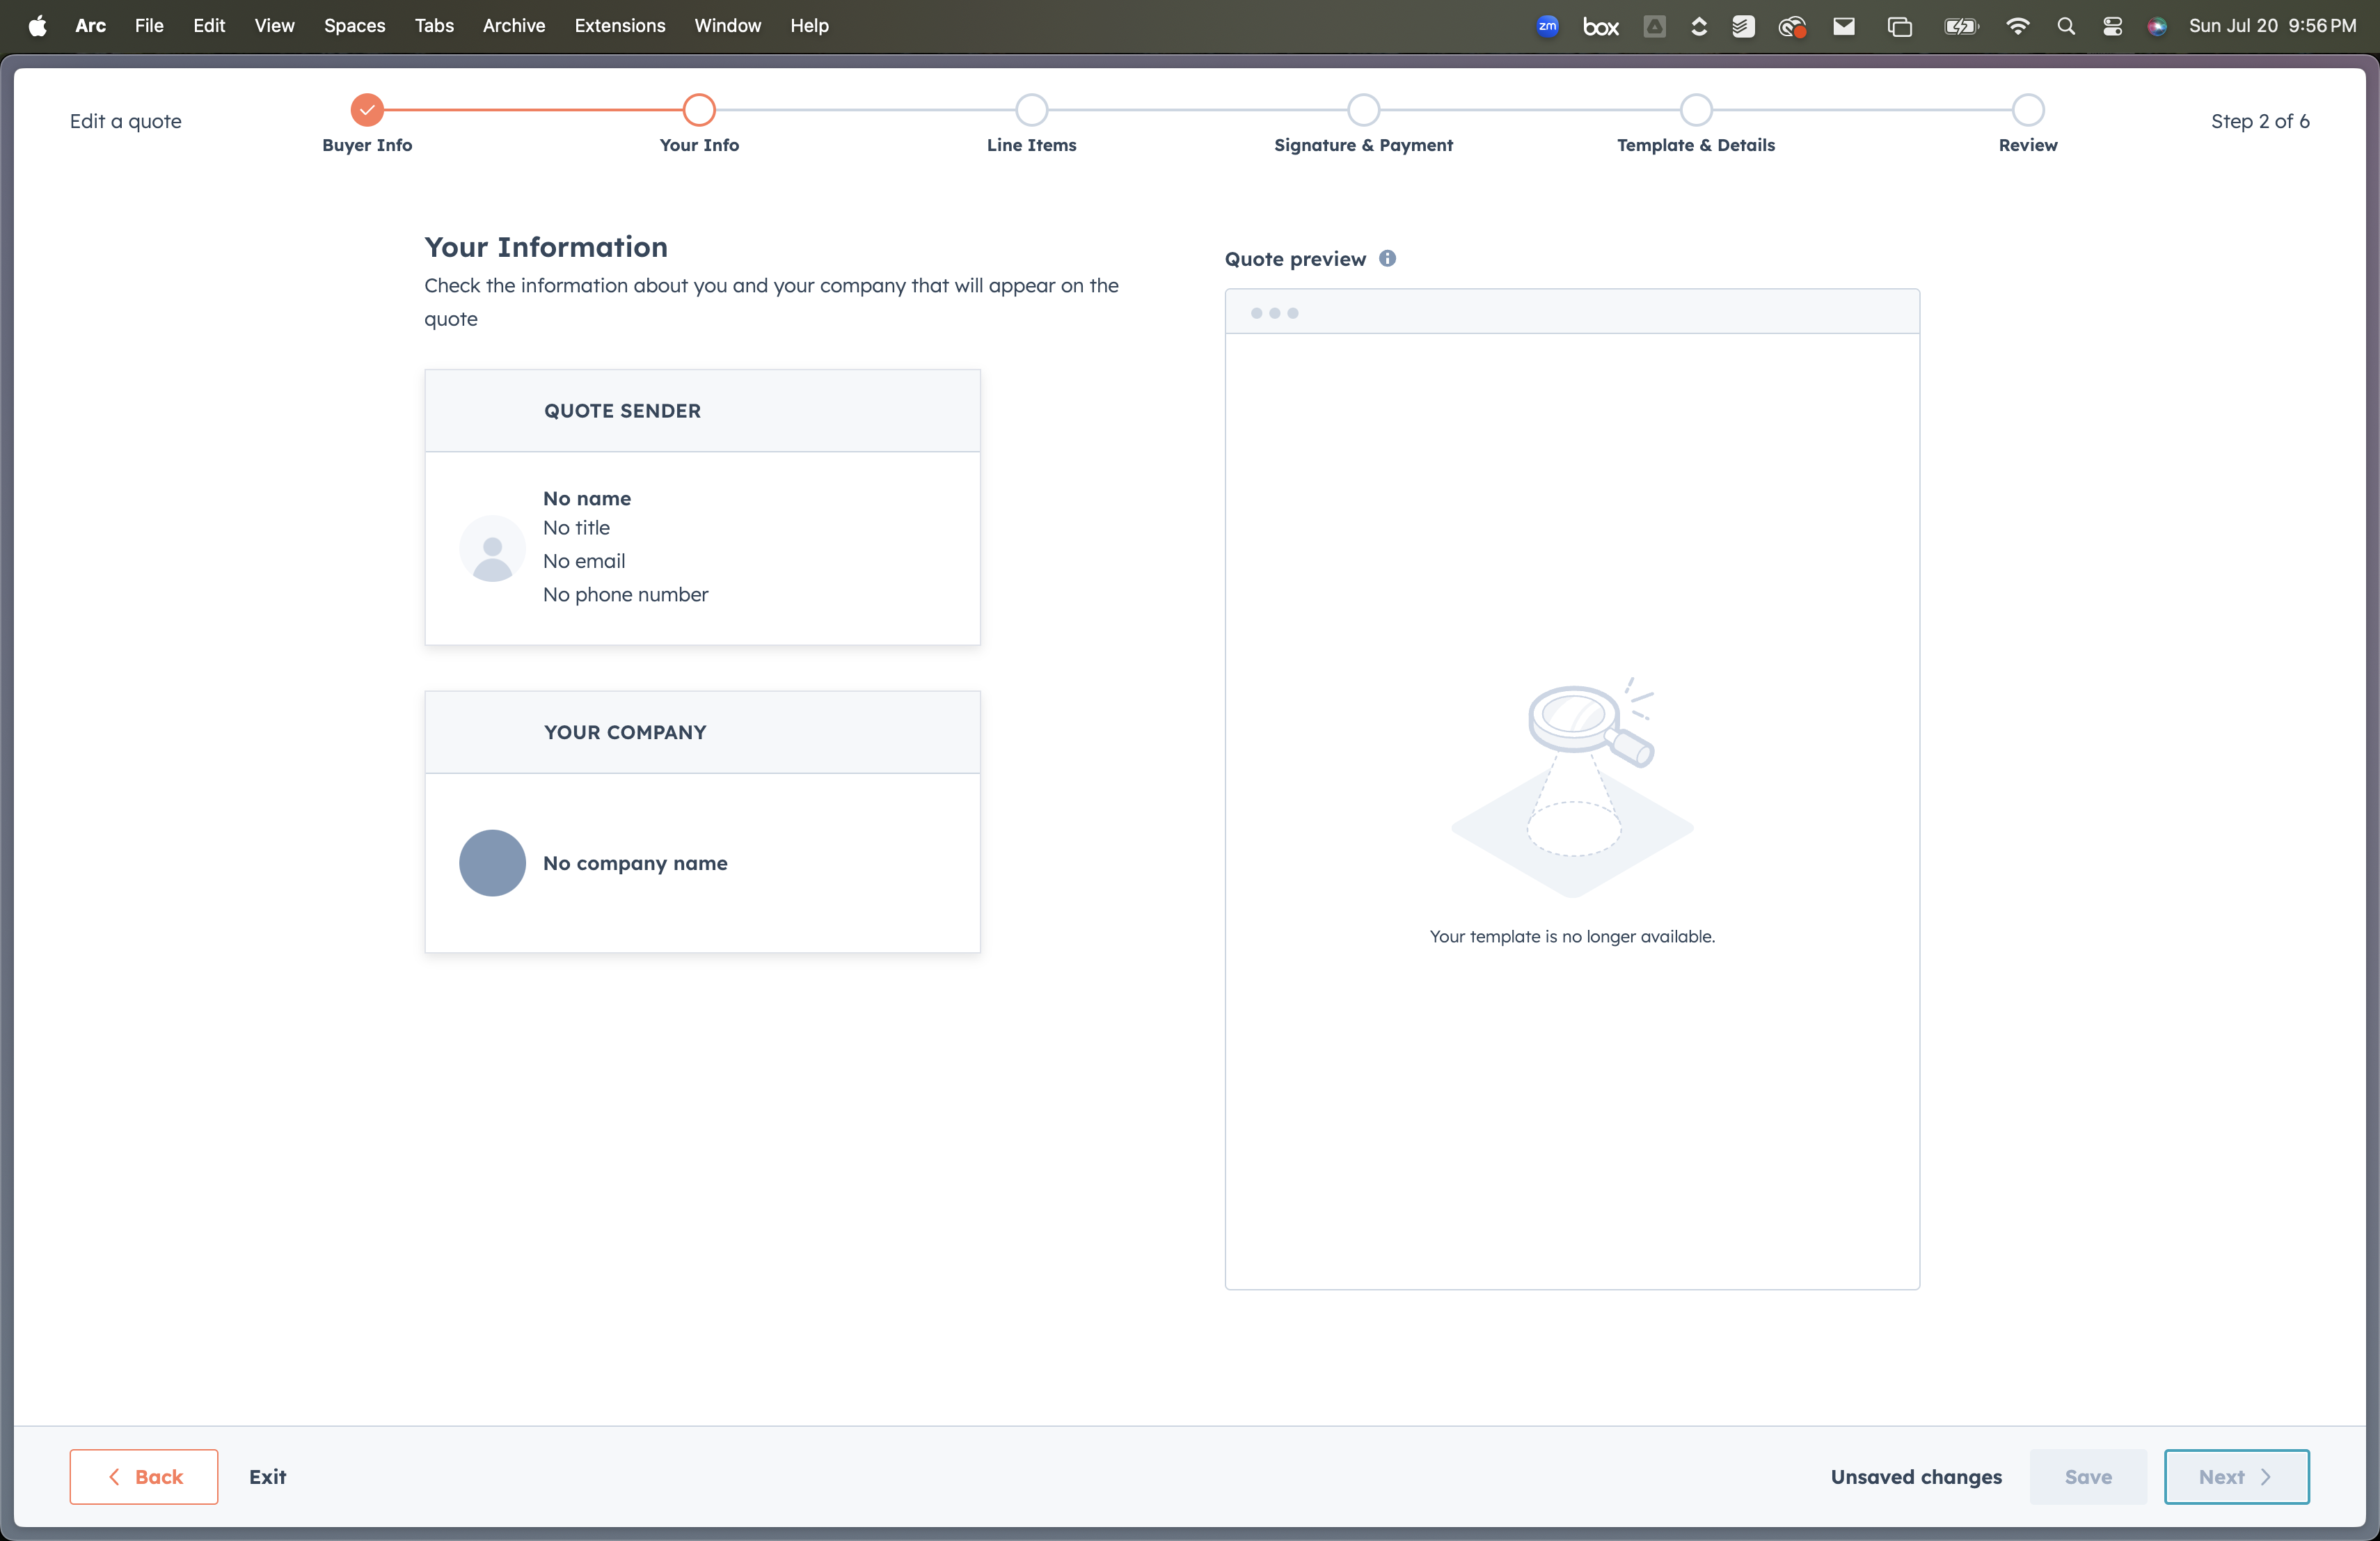 Arc File Edit View Spaces Tabs Archive Extensions Window Help zm box Sun Jul 20 9:56 PM
Edit a quote
Buyer Info
Your Info
Line Items
Signature & Payment
Template & Details
Review
Step 2 of 6
Your Information
Check the information about you and your company that will appear on the
quote
QUOTE SENDER
No name
No title
No email
No phone number
YOUR COMPANY
No company name
Quote preview
Your template is no longer available.
Back
Exit
Unsaved changes
Save
Next